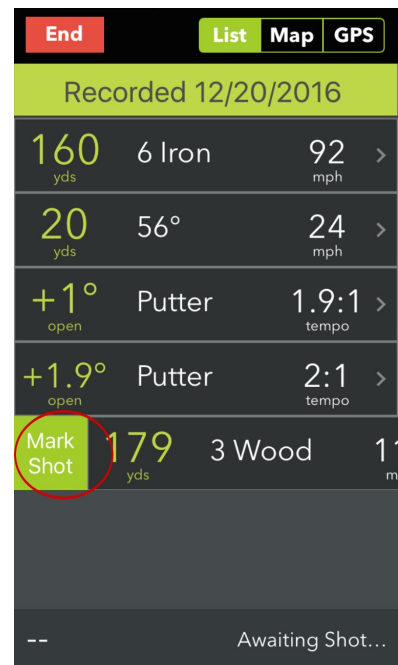 End List Map GPS
Recorded 12/20/2016
160 6 Iron 92
yds mph
20 56° 24
yds mph
+1° Putter 1.9:1
open tempo
+1.9° Putter 2:1
open tempo
Mark
Shot
179 3 Wood
yds m
-- Awaiting Shot...